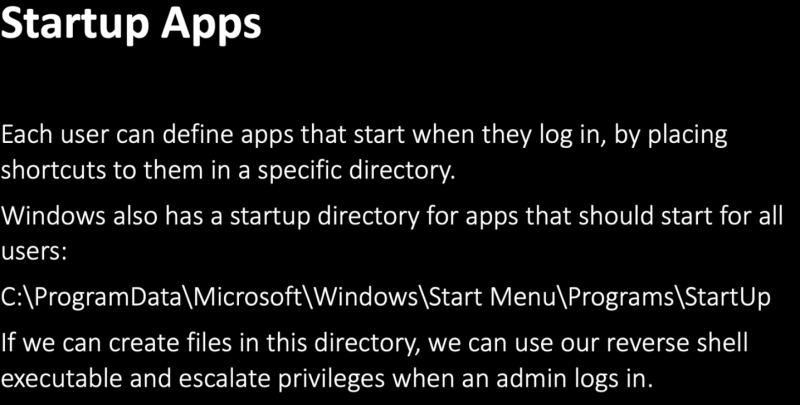 Startup Apps
Each user can define apps that start when they log in, by placing
shortcuts to them in a specific directory.
Windows also has a startup directory for apps that should start for all
users:
C:\ProgramData\Microsoft\Windows\Start Menu\Programs\StartUp
If we can create files in this directory, we can use our reverse shell
executable and escalate privileges when an admin logs in.